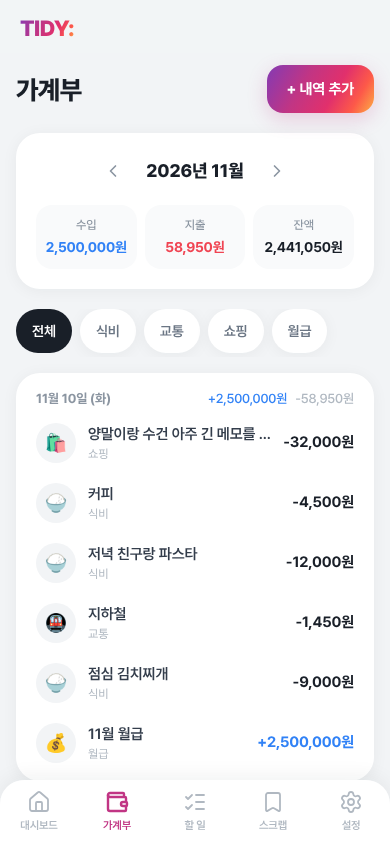 TIDY:
가계부
+ 내역 추가
2026년 11월
수입 지출 잔액
2,500,000원 58,950원 2,441,050원
전체 식비 교통 쇼핑 월급
11월 10일 (화) +2,500,000원 -58,950원
양말이랑 수건 아주 긴 메모를 ... -32,000원
쇼핑
커피 -4,500원
식비
저녁 친구랑 파스타 -12,000원
식비
지하철 -1,450원
교통
점심 김치찌개 -9,000원
식비
11월 월급 +2,500,000원
월급
대시보드 가계부 할 일 스크랩 설정